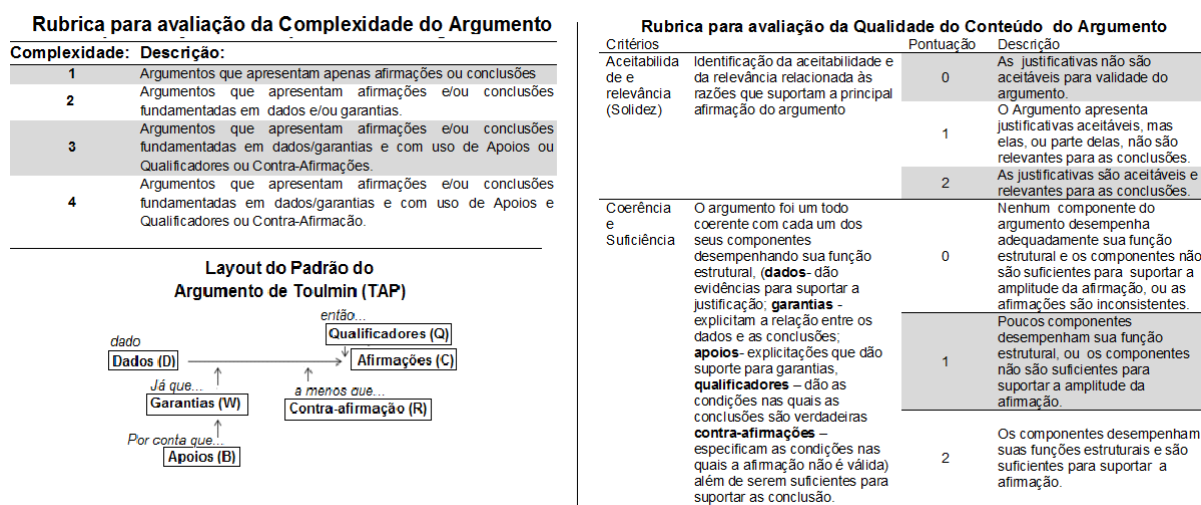 Rubrica para avaliação da Complexidade do Argumento
Complexidade: Descrição:
1 Argumentos que apresentam apenas afirmações ou conclusões
2 Argumentos que apresentam afirmações e/ou conclusões
fundamentadas em dados e/ou garantias.
3 Argumentos que apresentam afirmações e/ou conclusões
fundamentadas em dados/garantias e com uso de Apoios ou
Qualificadores ou Contra-Afirmações.
4 Argumentos que apresentam afirmações e/ou conclusões
fundamentadas em dados/garantias e com uso de Apoios e
Qualificadores ou Contra-Afirmação.
Layout do Padrão do
Argumento de Toulmin (TAP)
então...
Qualificadores (Q)
dado
Dados (D)
Afirmações (C)
Já que...
Garantias (W)
a menos que...
Contra-afirmação (R)
Por conta que...
Apoios (B)
Rubrica para avaliação da Qualidade do Conteúdo do Argumento
Critérios Pontuação Descrição
Aceitabilida
de e
relevância
(Solidez)
Identificação da aceitabilidade e
da relevância relacionada às
razões que suportam a principal
afirmação do argumento
0
As justificativas não são
aceitáveis para validade do
argumento.
1
O Argumento apresenta
justificativas aceitáveis, mas
elas, ou parte delas, não são
relevantes para as conclusões.
2
As justificativas são aceitáveis e
relevantes para as conclusões.
Coerência
e
Suficiência
O argumento foi um todo
coerente com cada um dos
seus componentes
desempenhando sua função
estrutural, (dados- dão
evidências para suportar a
justificação; garantias -
explicitam a relação entre os
dados e as conclusões;
apoios- explicitações que dão
suporte para garantias,
qualificadores – dão as
condições nas quais as
conclusões são verdadeiras
contra-afirmações –
especificam as condições nas
quais a afirmação não é válida)
além de serem suficientes para
suportar as conclusão.
0
Nenhum componente do
argumento desempenha
adequadamente sua função
estrutural e os componentes não
são suficientes para suportar a
amplitude da afirmação, ou as
afirmações são inconsistentes.
1
Poucos componentes
desempenham sua função
estrutural, ou os componentes
não são suficientes para
suportar a amplitude da
afirmação.
2
Os componentes desempenham
suas funções estruturais e são
suficientes para suportar a
afirmação.